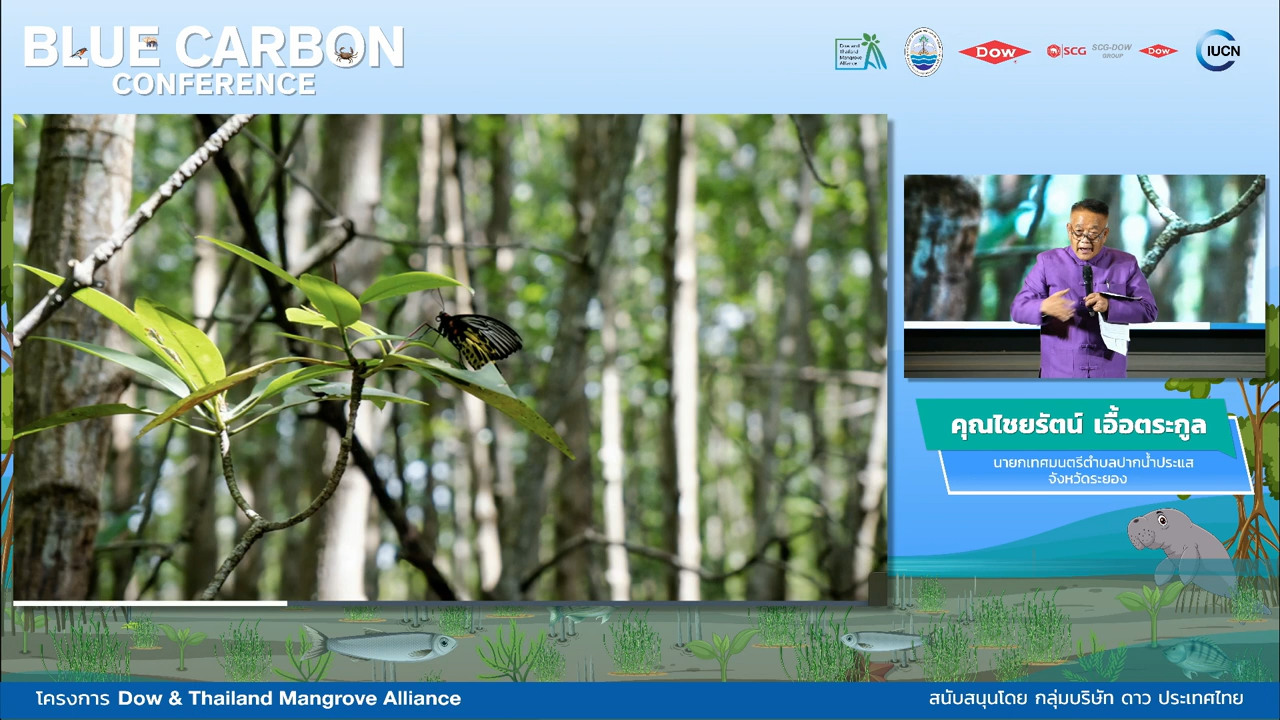 BLUE CARBON
CONFERENCE
Dow and
Thailand
Mangrove
Alliance
DOW
SCG
SCG-DOW
GROUP
DOW
IUCN
คุณไชยรัตน์ เอื้อตระกูล
นายกเทศมนตรีตำบลปากน้ำประแส
จังหวัดระยอง
โครงการ Dow & Thailand Mangrove Alliance
สนับสนุนโดย กลุ่มบริษัท ดาว ประเทศไทย